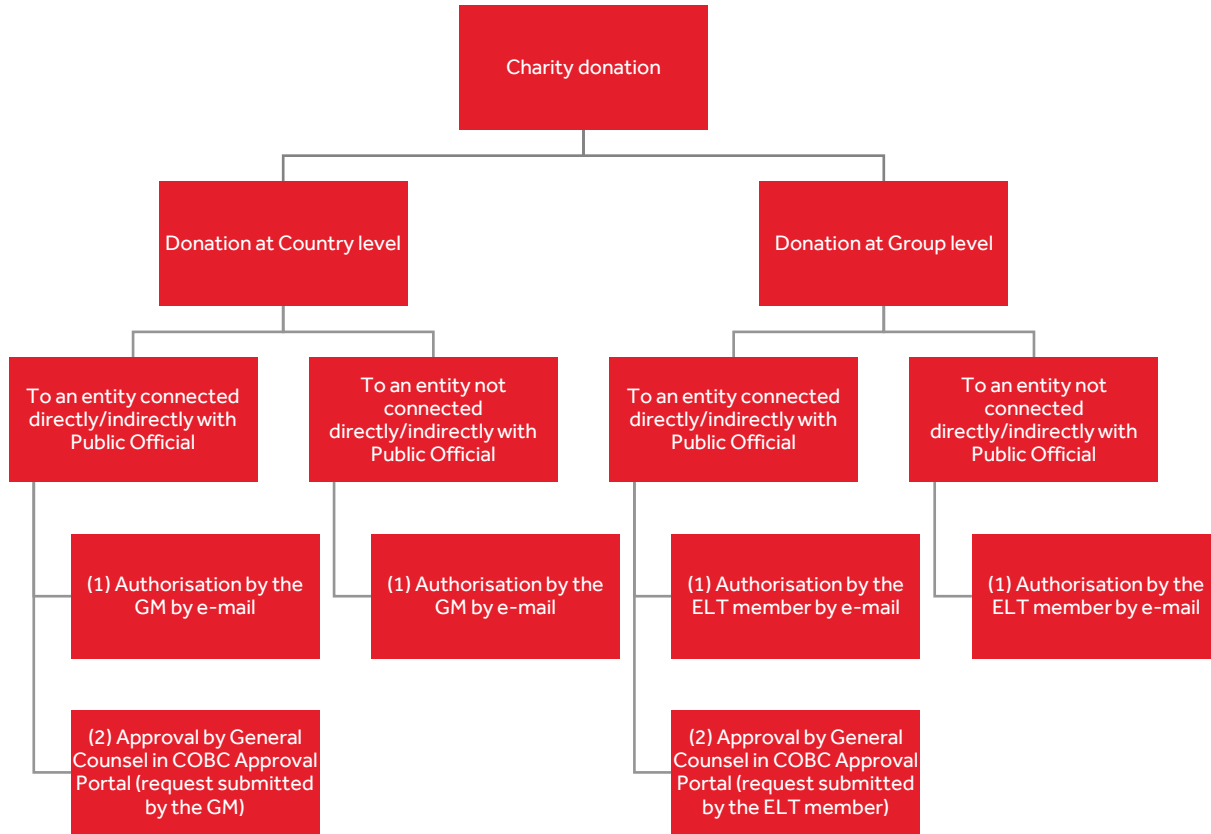 Charity donation
Donation at Country level
Donation at Group level
To an entity connected
directly/indirectly with
Public Official
To an entity not
connected
directly/indirectly with
Public Official
To an entity connected
directly/indirectly with
Public Official
To an entity not
connected
directly/indirectly with
Public Official
(1) Authorisation by the
GM by e-mail
(1) Authorisation by the
GM by e-mail
(1) Authorisation by the
ELT member by e-mail
(1) Authorisation by the
ELT member by e-mail
(2) Approval by General
Counsel in COBC Approval
Portal (request submitted
by the GM)
(2) Approval by General
Counsel in COBC Approval
Portal (request submitted
by the ELT member)